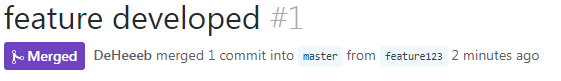 feature developed #1
Merged DeHeeeb merged 1 commit into master from feature123 2 minutes ago